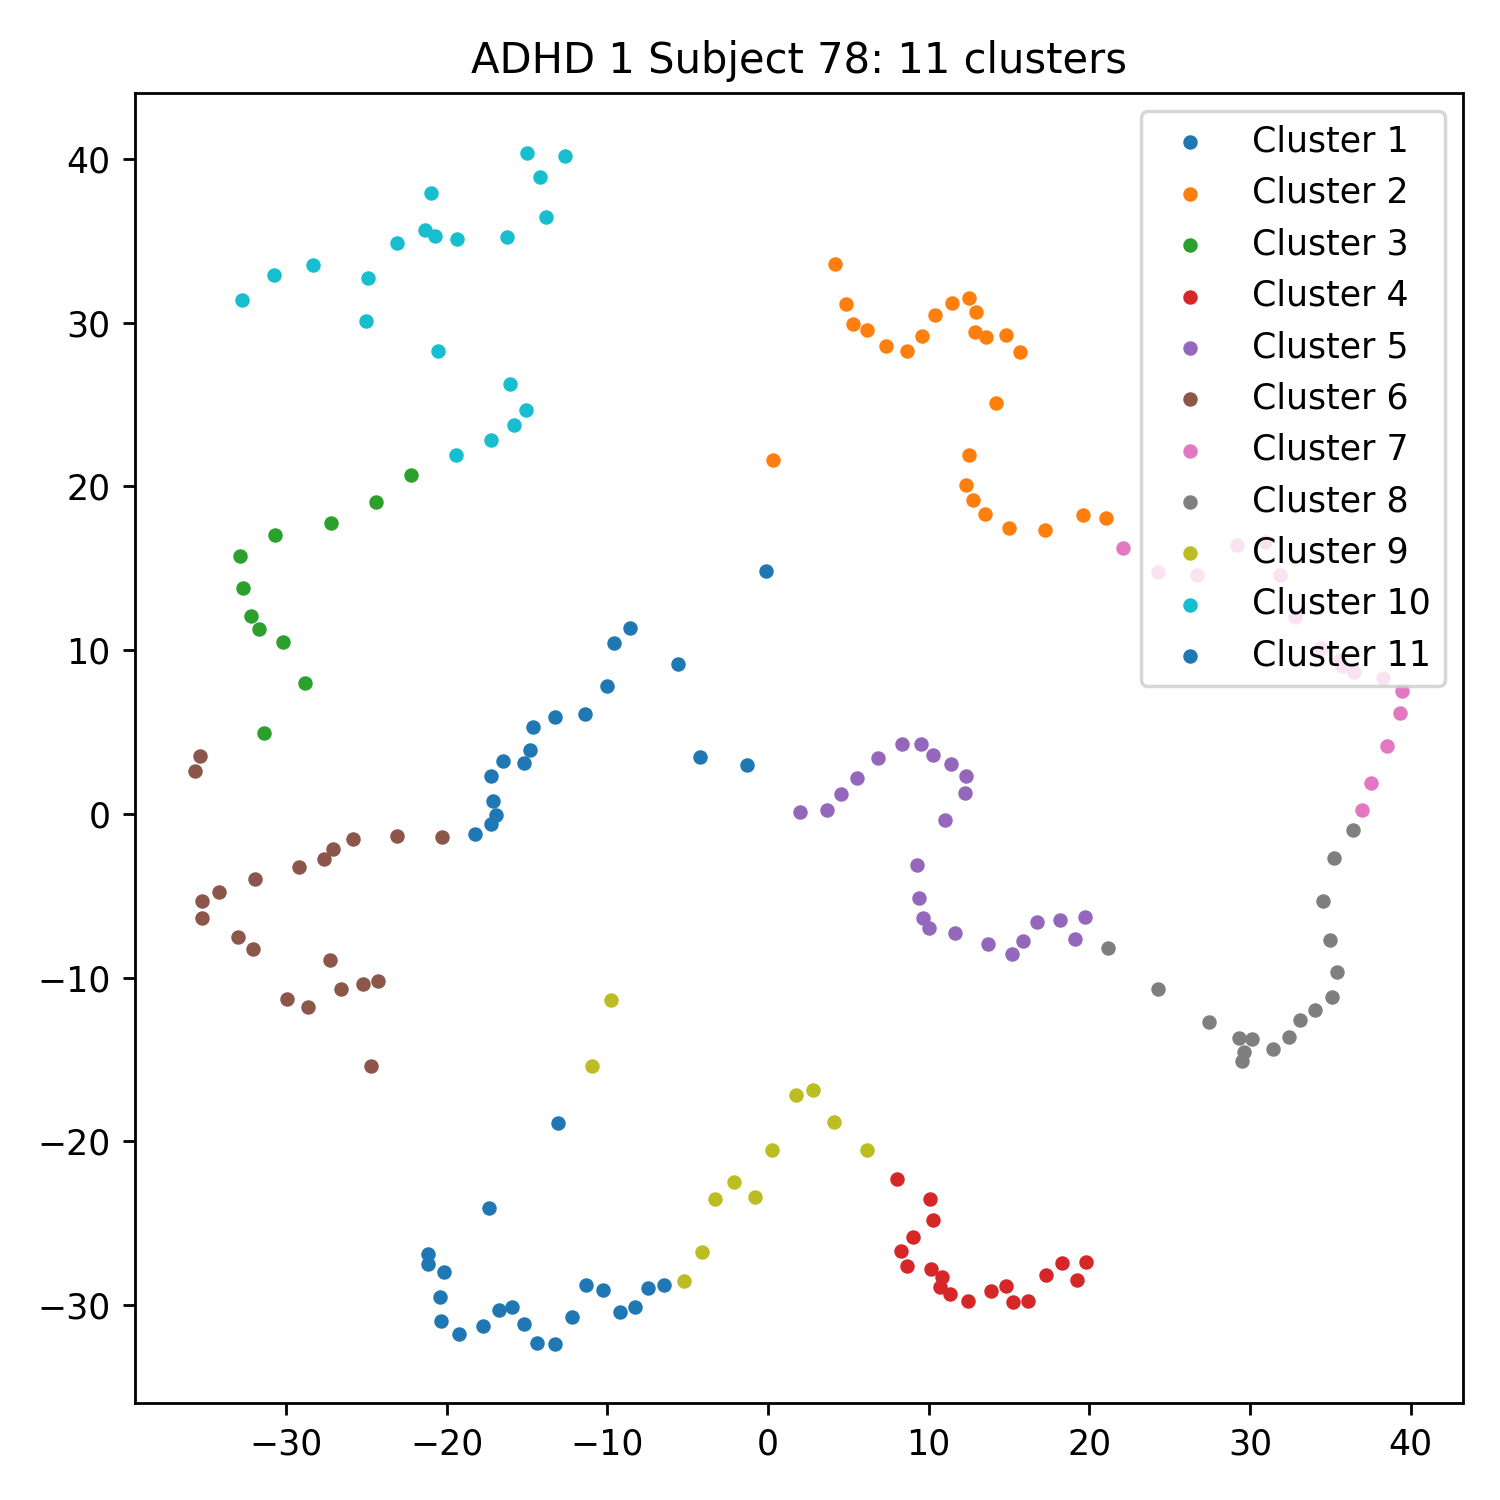 ADHD 1 Subject 78: 11 clusters
Cluster 1
Cluster 2
Cluster 3
Cluster 4
Cluster 5
Cluster 6
Cluster 7
Cluster 8
Cluster 9
Cluster 10
Cluster 11
40
30
20
10
0
−10
−20
−30
−30 −20 −10 0 10 20 30 40